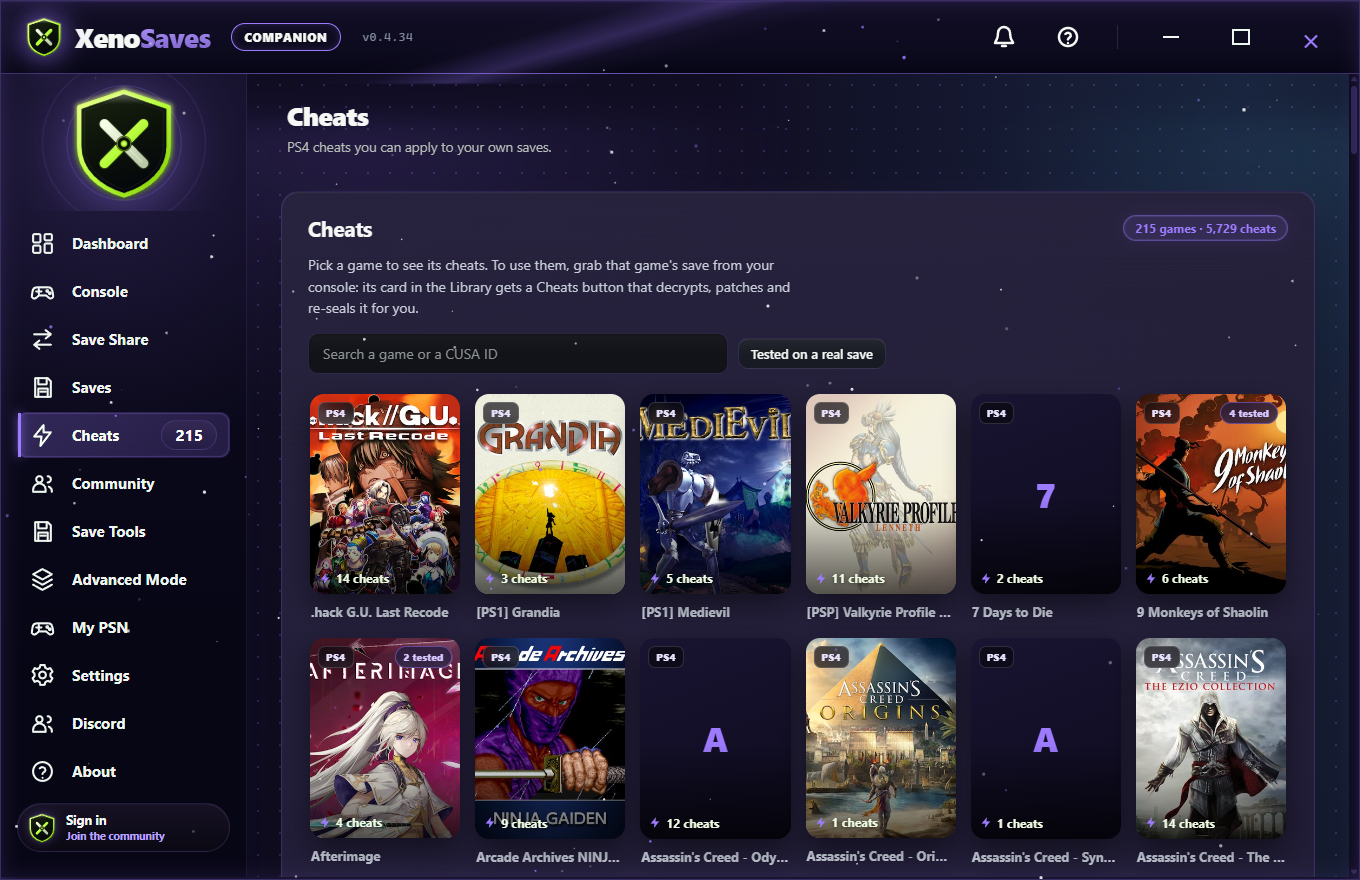 XenoSaves
COMPANION
v0.4.34
Dashboard
Console
Save Share
Saves
Cheats 215
Community
Save Tools
Advanced Mode
My PSN
Settings
Discord
About
Sign in
Join the community
Cheats
PS4 cheats you can apply to your own saves.
Cheats
215 games · 5,729 cheats
Pick a game to see its cheats. To use them, grab that game's save from your
console: its card in the Library gets a Cheats button that decrypts, patches and
re-seals it for you.
Search a game or a CUSA ID
Tested on a real save
PS4
.hack//G.U.
Last Recode
14 cheats
.hack G.U. Last Recode
PS4
GRANDIA
3 cheats
[PS1] Grandia
PS4
MEDIEVIL
5 cheats
[PS1] Medievil
PS4
VALKYRIE PROFILE
LENNETH
11 cheats
[PSP] Valkyrie Profile ...
PS4
7
2 cheats
7 Days to Die
PS4
4 tested
9 Monkey
of Shaol
6 cheats
9 Monkeys of Shaolin
PS4
2 tested
AFTERIMAGE
4 cheats
Afterimage
PS4
de Archives
NINJA GAIDEN
9 cheats
Arcade Archives NINJ...
PS4
A
12 cheats
Assassin's Creed - Ody...
PS4
ASSASSIN'S
CREED
ORIGINS
1 cheats
Assassin's Creed - Ori...
PS4
A
1 cheats
Assassin's Creed - Syn...
PS4
ASSASSIN'S
CREED
THE EZIO COLLECTION
14 cheats
Assassin's Creed - The ...